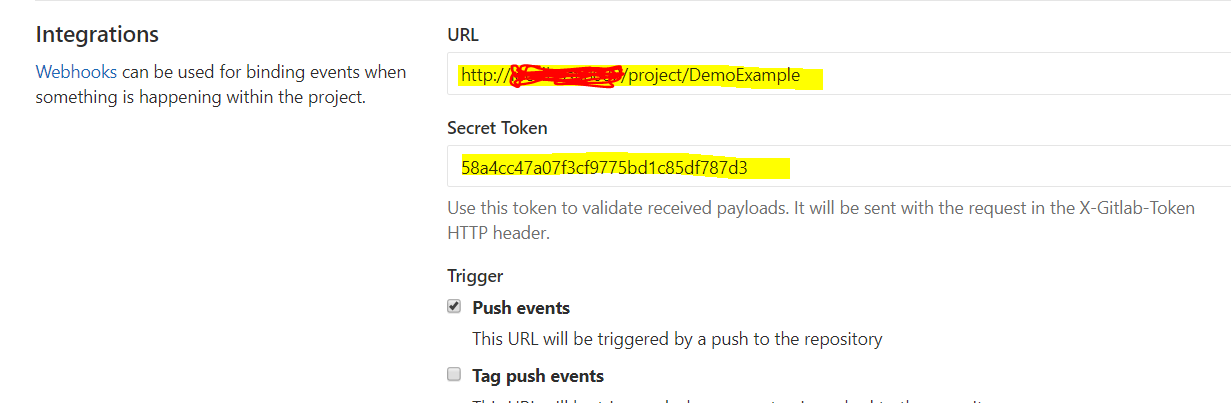 Integrations
Webhooks can be used for binding events when
something is happening within the project.
URL
http:// /project/DemoExample
Secret Token
58a4cc47a07f3cf9775bd1c85df787d3
Use this token to validate received payloads. It will be sent with the request in the X-Gitlab-Token
HTTP header.
Trigger
Push events
This URL will be triggered by a push to the repository
Tag push events